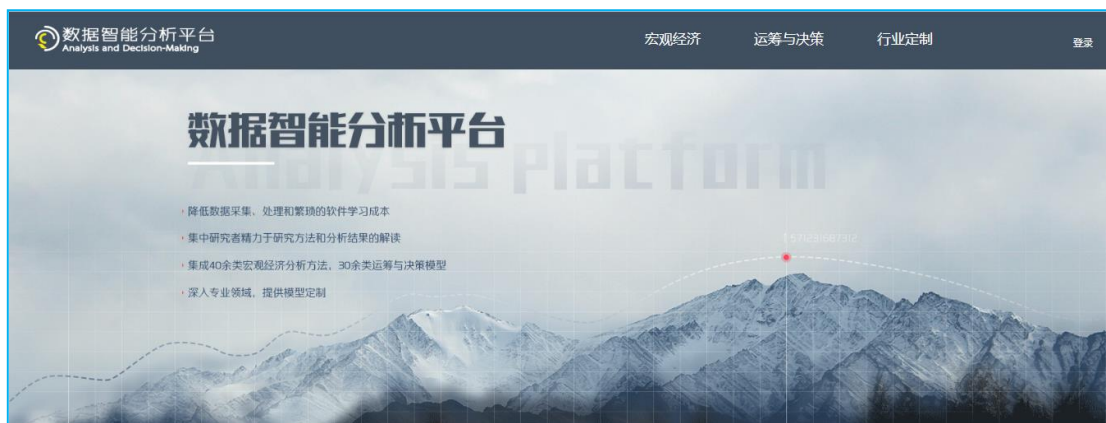 数据智能分析平台
Analysis and Decision-Making
宏观经济
运筹与决策
行业定制
登录
数据智能分析平台
Analysis platform
降低数据采集、处理和繁琐的软件学习成本
集中研究者精力于研究方法和分析结果的解读
集成40余类宏观经济分析方法，30余类运筹与决策模型
深入专业领域，提供模型定制